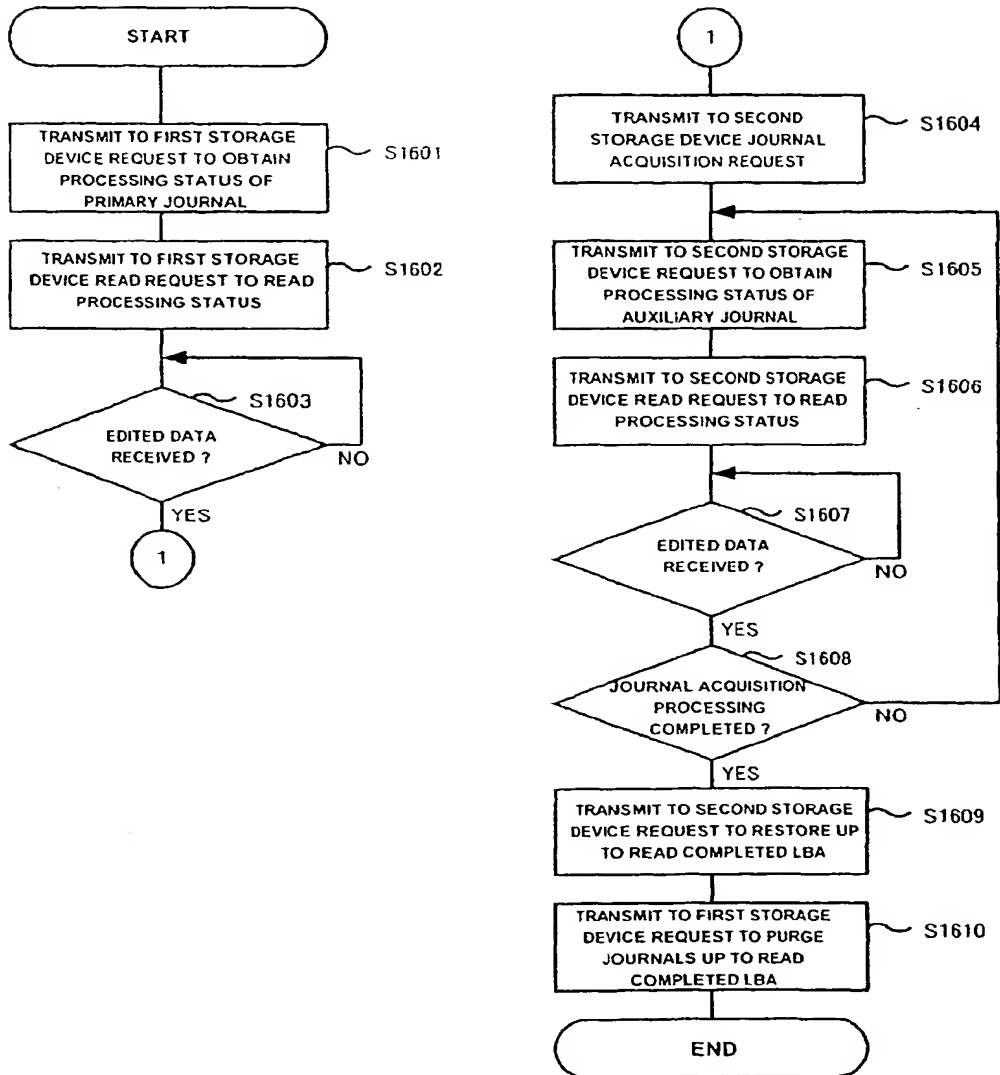 START
TRANSMIT TO FIRST STORAGE
DEVICE REQUEST TO OBTAIN
PROCESSING STATUS OF
PRIMARY JOURNAL
S1601
TRANSMIT TO FIRST STORAGE
DEVICE READ REQUEST TO READ
PROCESSING STATUS
S1602
S1603
EDITED DATA
RECEIVED ?
NO
YES
1
1
TRANSMIT TO SECOND
STORAGE DEVICE JOURNAL
ACQUISITION REQUEST
S1604
TRANSMIT TO SECOND STORAGE
DEVICE REQUEST TO OBTAIN
PROCESSING STATUS OF
AUXILIARY JOURNAL
S1605
TRANSMIT TO SECOND STORAGE
DEVICE READ REQUEST TO READ
PROCESSING STATUS
S1606
S1607
EDITED DATA
RECEIVED ?
NO
YES
S1608
JOURNAL ACQUISITION
PROCESSING
COMPLETED ?
NO
YES
TRANSMIT TO SECOND STORAGE
DEVICE REQUEST TO RESTORE UP
TO READ COMPLETED LBA
S1609
TRANSMIT TO FIRST STORAGE
DEVICE REQUEST TO PURGE
JOURNALS UP TO READ
COMPLETED LBA
S1610
END